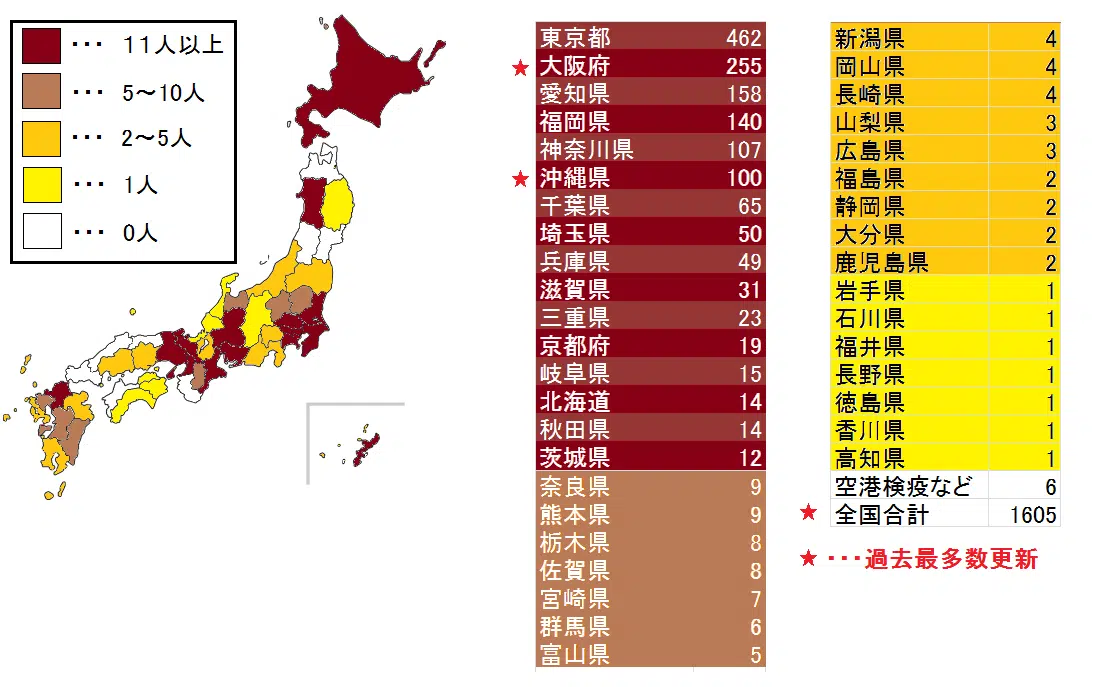 ・・・ 11人以上
・・・ 5～10人
・・・ 2～5人
・・・ 1人
・・・ 0人
東京都 462
★ 大阪府 255
愛知県 158
福岡県 140
神奈川県 107
★ 沖縄県 100
千葉県 65
埼玉県 50
兵庫県 49
滋賀県 31
三重県 23
京都府 19
岐阜県 15
北海道 14
秋田県 14
茨城県 12
奈良県 9
熊本県 9
栃木県 8
佐賀県 8
宮崎県 7
群馬県 6
富山県 5
新潟県 4
岡山県 4
長崎県 4
山梨県 3
広島県 3
福島県 2
静岡県 2
大分県 2
鹿児島県 2
岩手県 1
石川県 1
福井県 1
長野県 1
徳島県 1
香川県 1
高知県 1
空港検疫など 6
★ 全国合計 1605
★ ・・・過去最多数更新